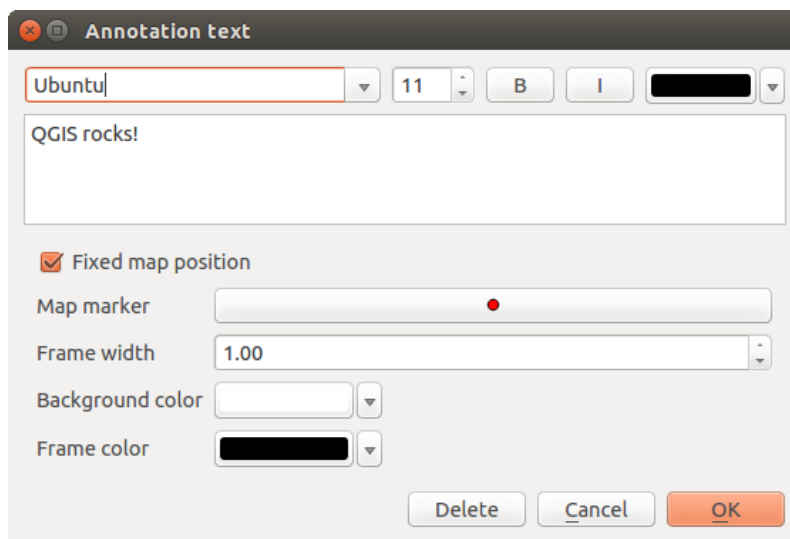 Annotation text
Ubuntu 11 B I
QGIS rocks!
Fixed map position
Map marker
Frame width 1.00
Background color
Frame color
Delete Cancel OK